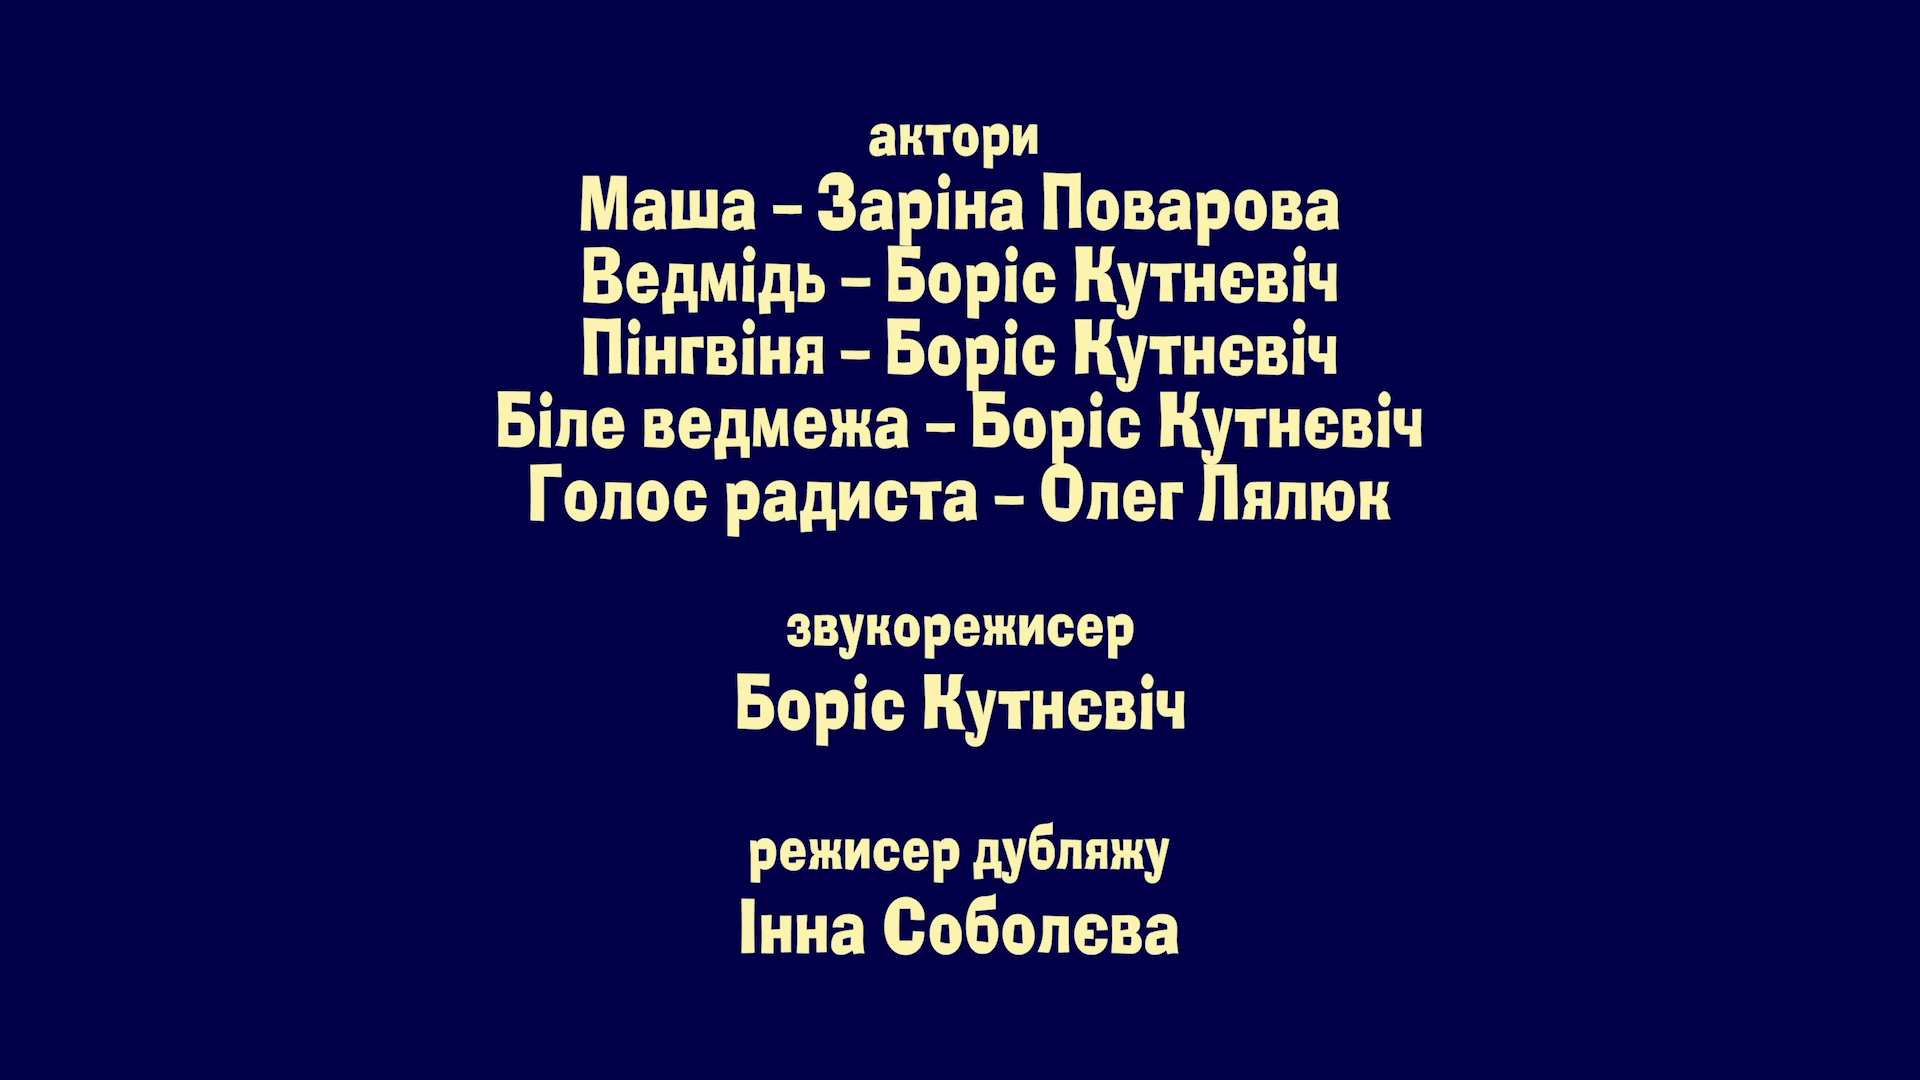 актори
Маша – Заріна Поварова
Ведмідь – Боріс Кутнєвіч
Пінгвіня – Боріс Кутнєвіч
Біле ведмежа – Боріс Кутнєвіч
Голос радиста – Олег Лялюк
звукорежисер
Боріс Кутнєвіч
режисер дубляжу
Інна Соболєва